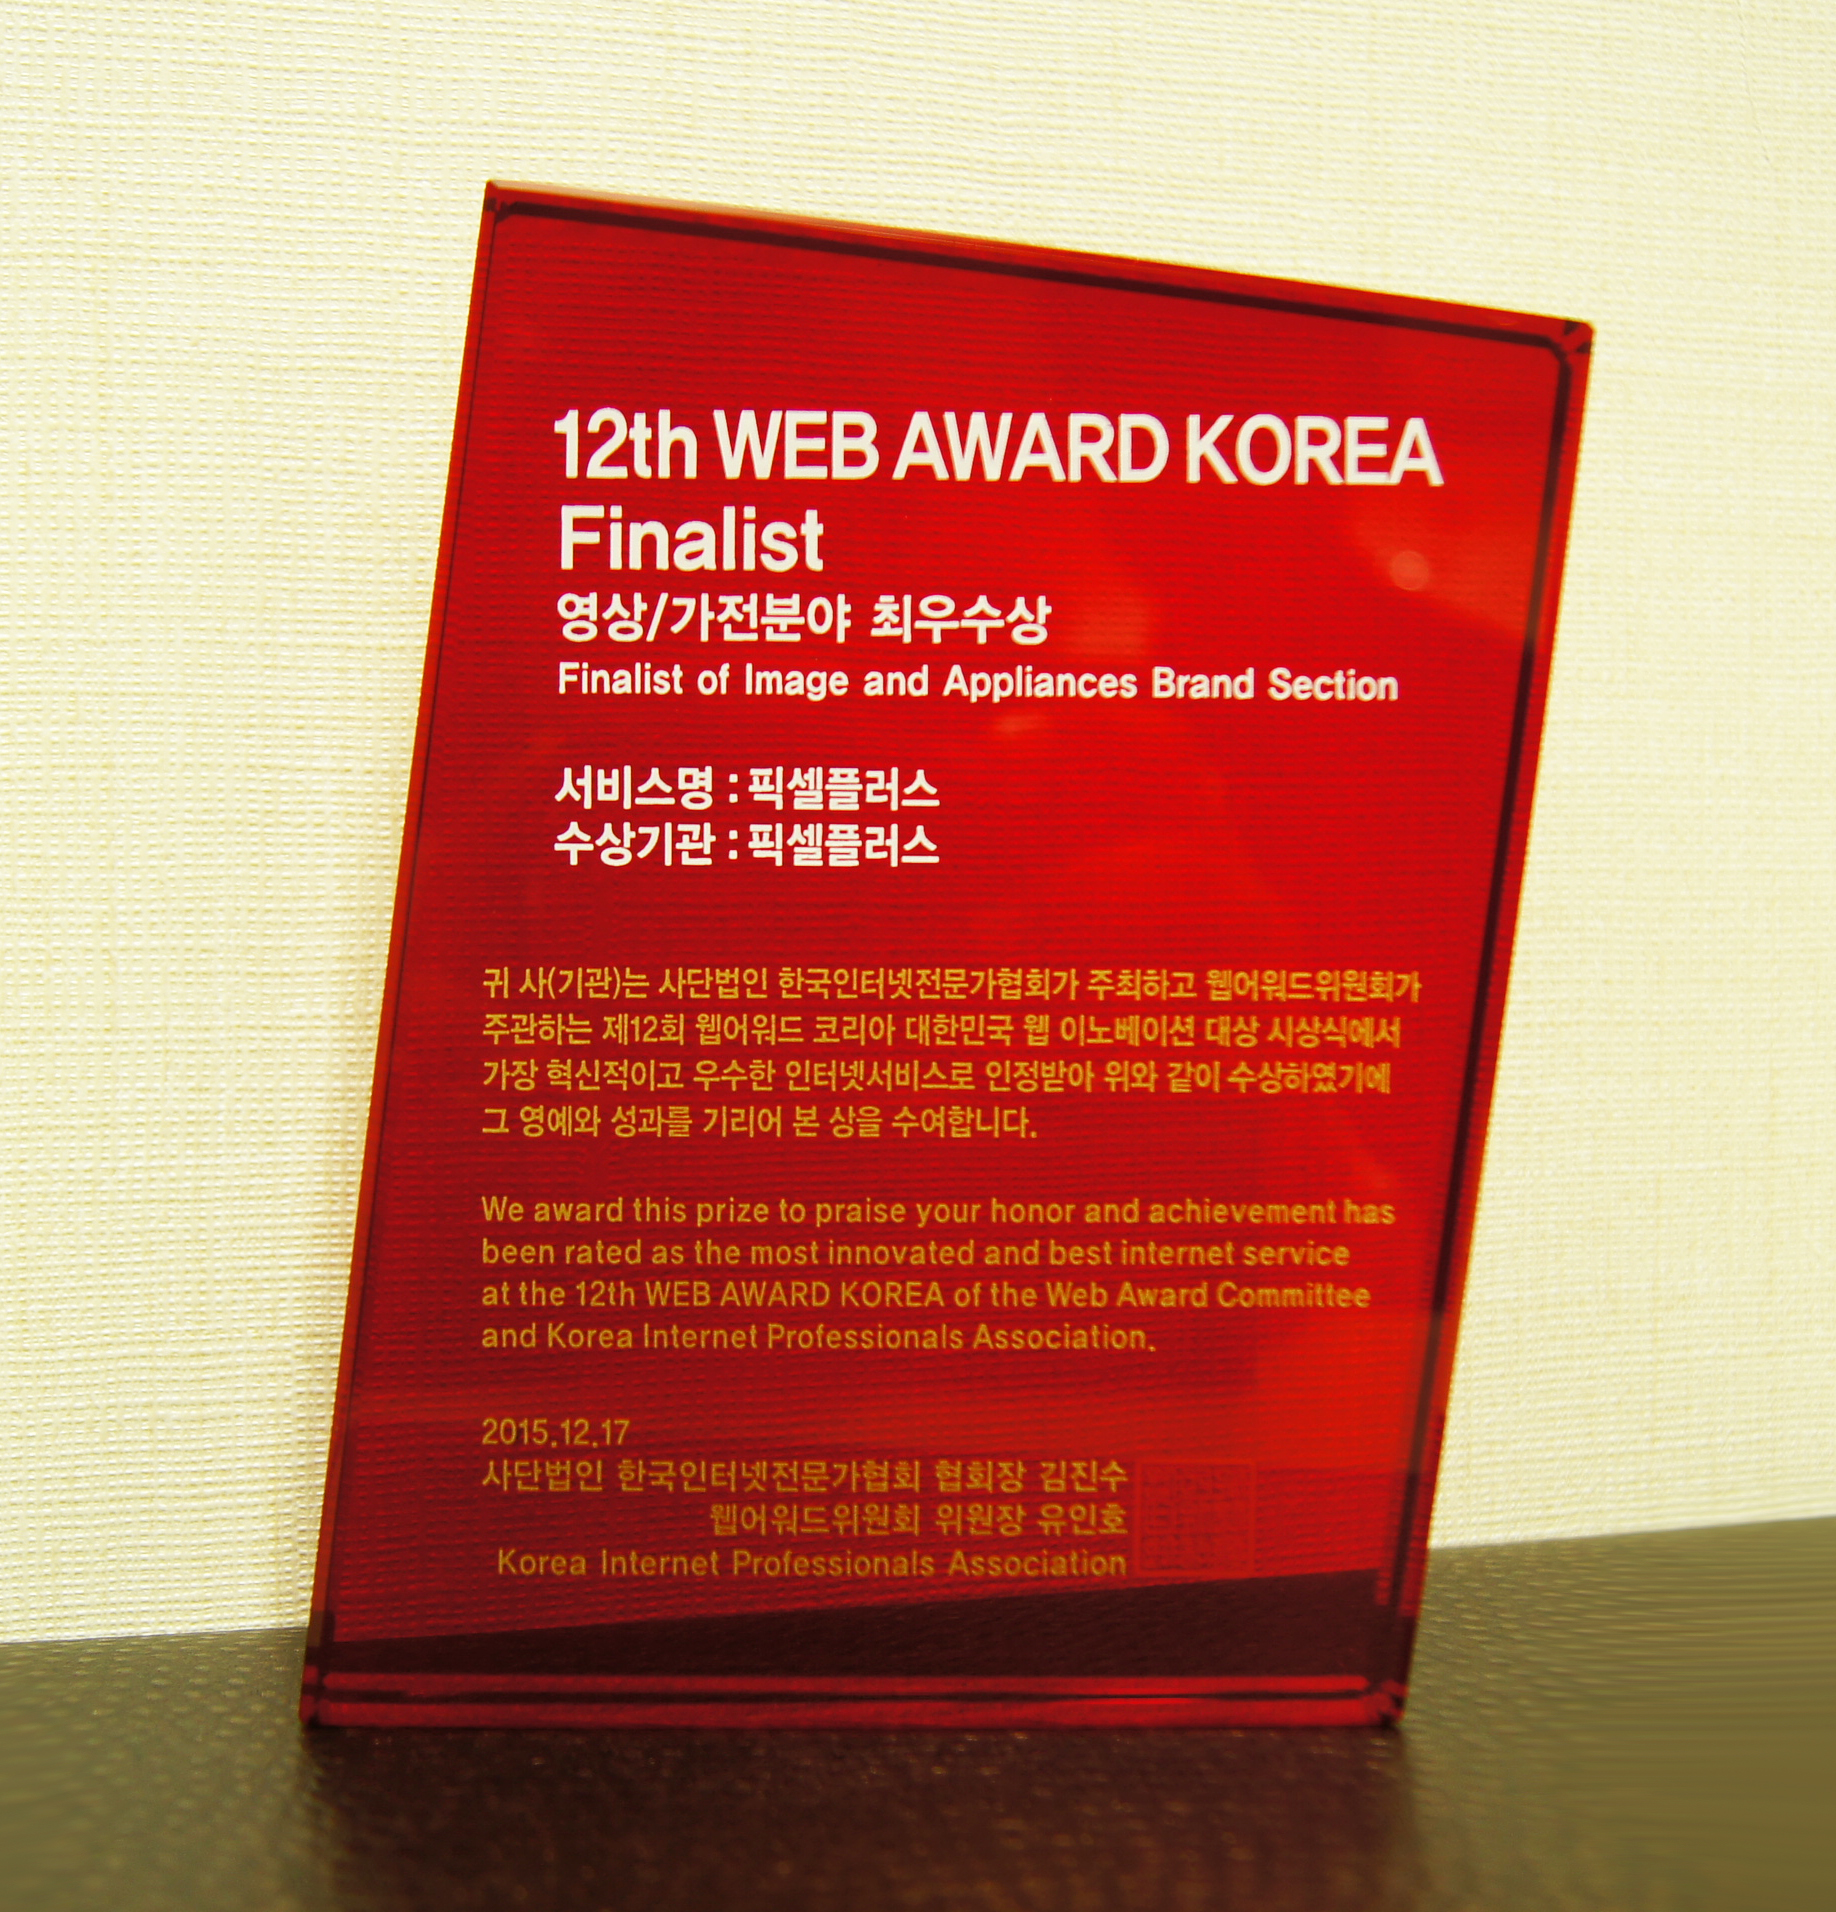 12th WEB AWARD KOREA
Finalist
영상/가전분야 최우수상
Finalist of Image and Appliances Brand Section
서비스명 : 픽셀플러스
수상기관 : 픽셀플러스
귀 사(기관)는 사단법인 한국인터넷전문가협회가 주최하고 웹어워드위원회가
주관하는 제12회 웹어워드 코리아 대한민국 웹 이노베이션 대상 시상식에서
가장 혁신적이고 우수한 인터넷서비스로 인정받아 위와 같이 수상하였기에
그 영예와 성과를 기리어 본 상을 수여합니다.
We award this prize to praise your honor and achievement has
been rated as the most innovated and best internet service
at the 12th WEB AWARD KOREA of the Web Award Committee
and Korea Internet Professionals Association.
2015.12.17
사단법인 한국인터넷전문가협회 협회장 김진수
웹어워드위원회 위원장 유인호
Korea Internet Professionals Association